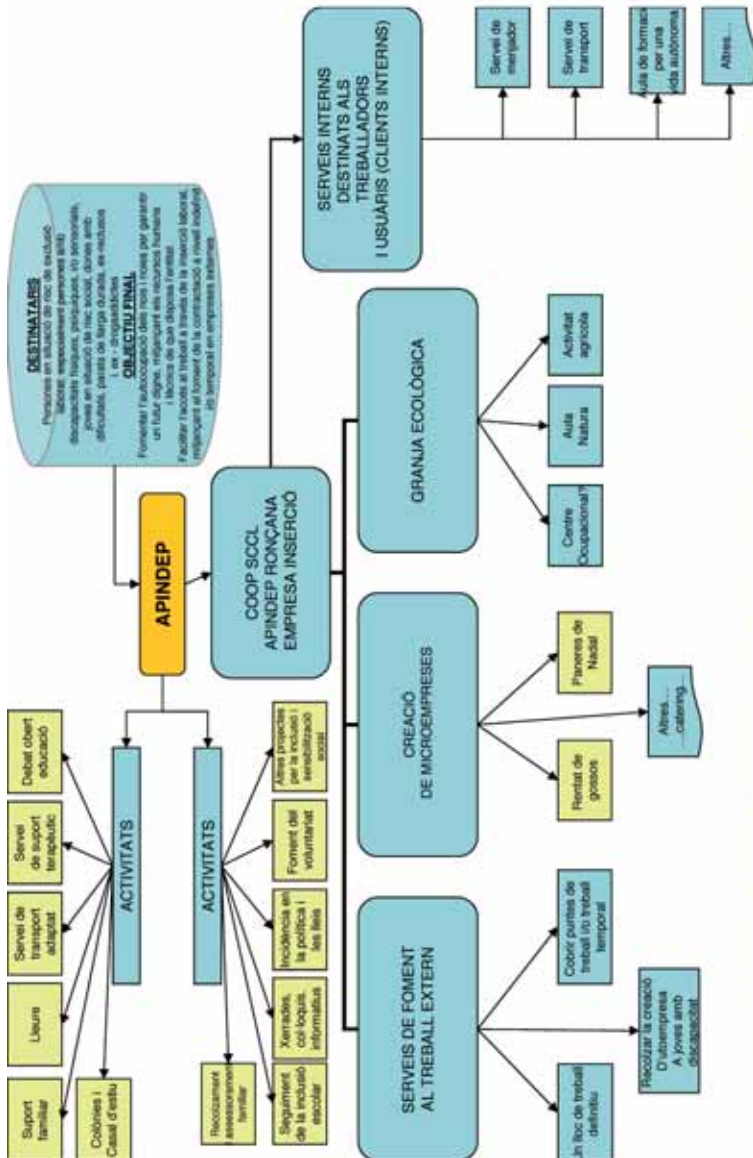 DESTINATARIS
Persones en situació de risc de exclusió
laboral; especialment persones amb
discapacitats físiques, psíquiques, i/o sensorials,
joves en situació de risc social, dones amb
dificultats, parats de llarga durada, ex-reclusos
i, ex - drogaaddictes
OBJECTIU FINAL
Fomentar l'autoocupació dels nois i noies per garantir
un futur digne, mitjançant els recursos humans
i tècnics de que disposa l'entitat.
Facilitar l'accés al treball a través de la inserció laboral,
mitjançant el foment de la contractació a nivell indefinit
i/o temporal en empreses externes.
APINDEP
ACTIVITATS
Debat obert
educació
Servei
de suport
terapèutic
Servei de
transport
adaptat
Lleure
Suport
familiar
Colònies i
Casal d'estiu
ACTIVITATS
Altres projectes
per la inclusió i
sensibilització
social
Foment del
voluntariat
Incidència en
la política i
les lleis
Xerrades,
col·loquis,
informatius
Seguiment
de la inclusió
escolar
Recolzament
assessorament
familiar
COOP SCCL
APINDEP RONÇANA
EMPRESA INSERCIÓ
SERVEIS INTERNS
DESTINATS ALS
TREBALLADORS
I USUÀRIS (CLIENTS INTERNS)
Servei de
menjador
Servei de
transport
Aula de formació
per una
vida autònoma
Altres....
SERVEIS DE FOMENT
AL TREBALL EXTERN
Un lloc de treball
definitiu
Recolzar la creació
D'utoempresa
A joves amb
discapacitat
Cobrir puntes de
treball i/o treball
temporal
CREACIÓ
DE MICROEMPRESES
Rentat de
gossos
Altres....
...catering...
Paneres de
Nadal
GRANJA ECOLÒGICA
Centre
Ocupacional?
Aula
Natura
Activitat
agrícola